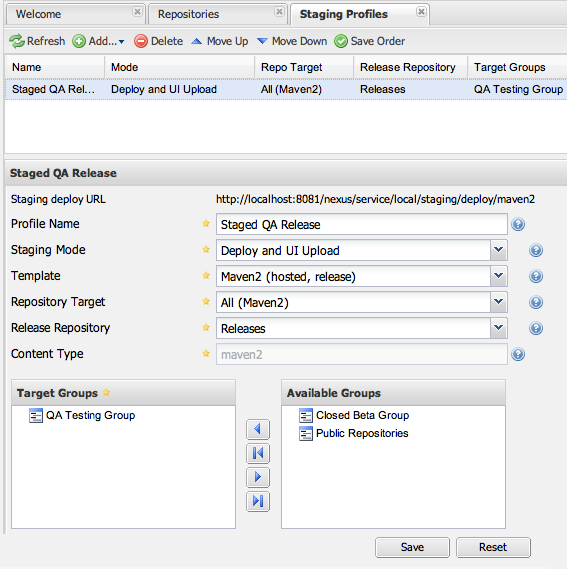 Welcome Repositories Staging Profiles
Refresh Add... Delete Move Up Move Down Save Order
Name Mode Repo Target Release Repository Target Groups
Staged QA Rel... Deploy and UI Upload All (Maven2) Releases QA Testing Group
Staged QA Release
Staging deploy URL http://localhost:8081/nexus/service/local/staging/deploy/maven2
Profile Name Staged QA Release
Staging Mode Deploy and UI Upload
Template Maven2 (hosted, release)
Repository Target All (Maven2)
Release Repository Releases
Content Type maven2
Target Groups Available Groups
QA Testing Group Closed Beta Group
Public Repositories
Save Reset